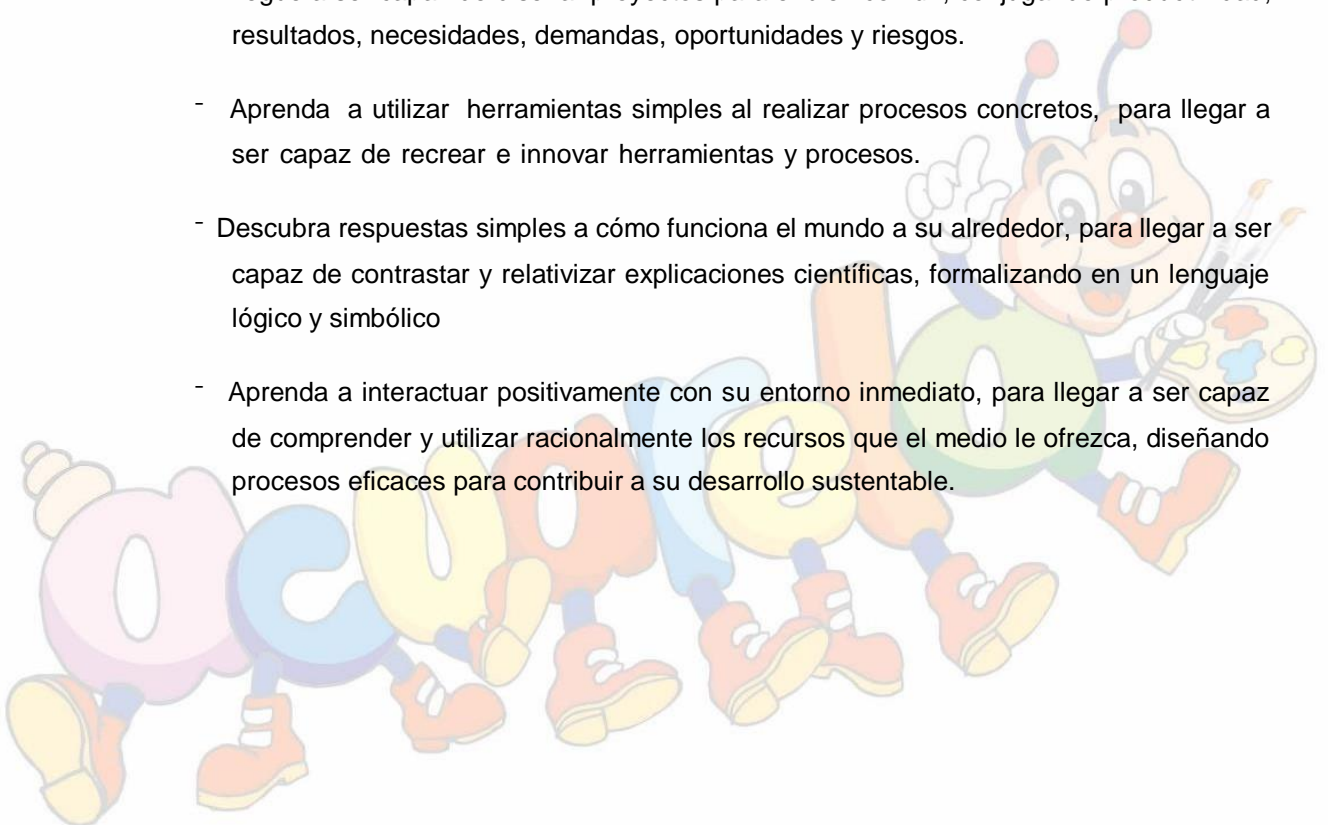 resultados, necesidades, demandas, oportunidades y riesgos.
- Aprenda a utilizar herramientas simples al realizar procesos concretos, para llegar a
ser capaz de recrear e innovar herramientas y procesos.
- Descubra respuestas simples a cómo funciona el mundo a su alrededor, para llegar a ser
capaz de contrastar y relativizar explicaciones científicas, formalizando en un lenguaje
lógico y simbólico
- Aprenda a interactuar positivamente con su entorno inmediato, para llegar a ser capaz
de comprender y utilizar racionalmente los recursos que el medio le ofrezca, diseñando
procesos eficaces para contribuir a su desarrollo sustentable.
acuarela